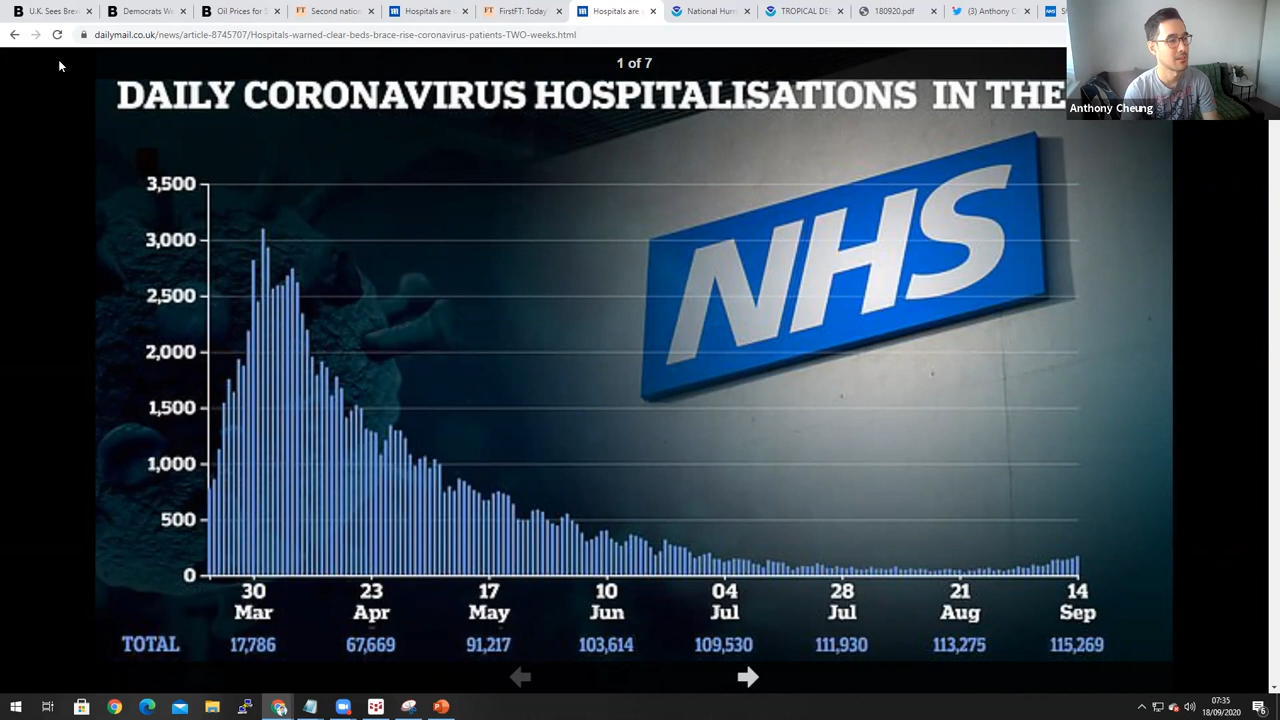 U.K. Sees Brex
Democrats We
Oil Prices for S
Second nation
Hospitals are
FirstFT: Today
Hospitals are
National Hurr
TROPICAL DEP
180920.pdf
(3) Anthony C
dailymail.co.uk/news/article-8745707/Hospitals-warned-clear-beds-brace-rise-coronavirus-patients-TWO-weeks.html
1 of 7
Anthony Cheung
DAILY CORONAVIRUS HOSPITALISATIONS IN THE
NHS
3,500
3,000
2,500
2,000
1,500
1,000
500
0
30 23 17 10 04 28 21 14
Mar Apr May Jun Jul Jul Aug Sep
TOTAL 17,786 67,669 91,217 103,614 109,530 111,930 113,275 115,269
07:35
18/09/2020